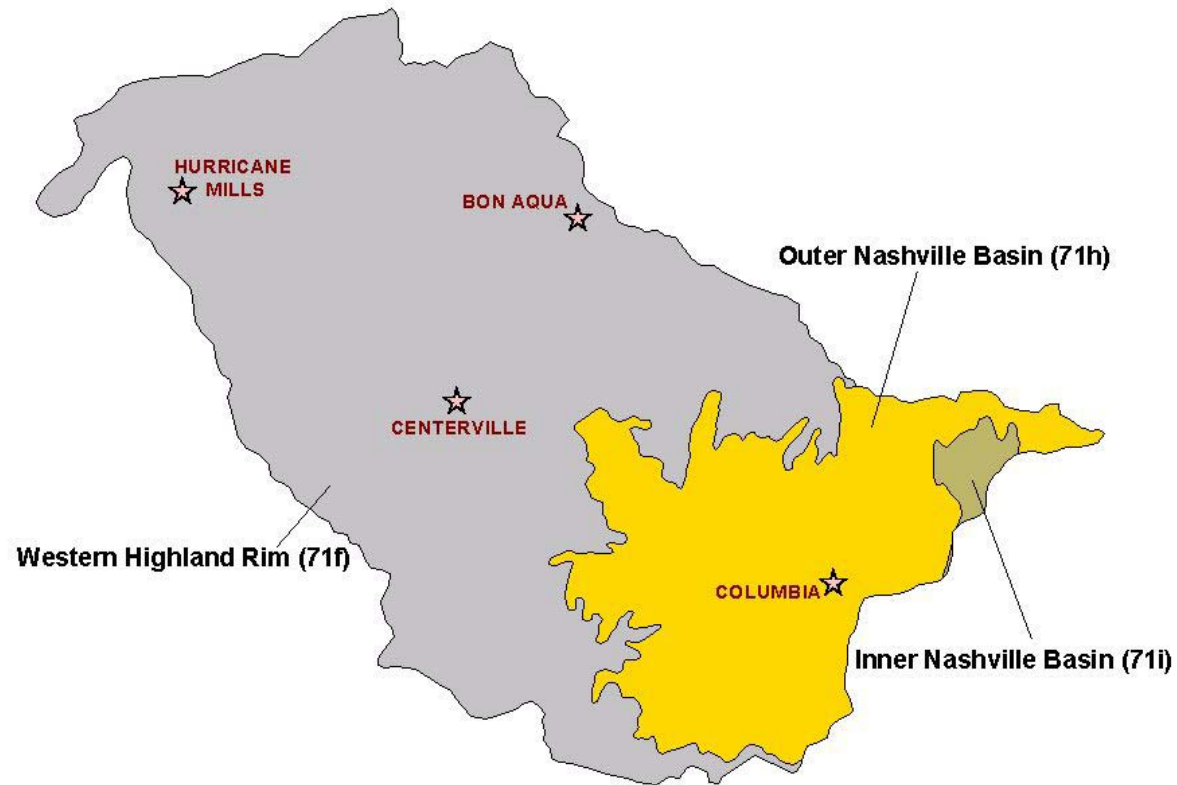 HURRICANE
MILLS
BON AQUA
Outer Nashville Basin (71h)
CENTERVILLE
Western Highland Rim (71f)
COLUMBIA
Inner Nashville Basin (71i)